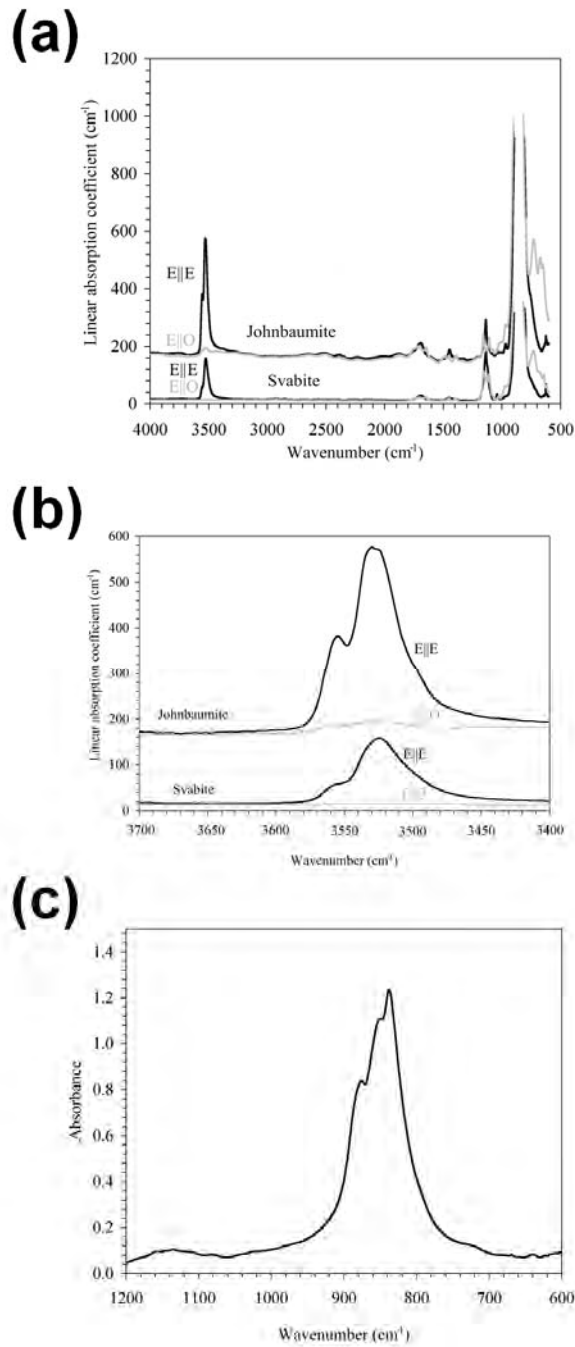 (a)
1200
1000
800
600
400
200
0
Linear absorption coefficient (cm-1)
E||E
E||O
Johnbaumite
E||E
E||O
Svabite
4000 3500 3000 2500 2000 1500 1000 500
Wavenumber (cm-1)
(b)
600
500
400
300
200
100
0
Linear absorption coefficient (cm-1)
E||E
Johnbaumite
E||E
Svabite
3700 3650 3600 3550 3500 3450 3400
Wavenumber (cm-1)
(c)
1.4
1.2
1.0
0.8
0.6
0.4
0.2
0.0
Absorbance
1200 1100 1000 900 800 700 600
Wavenumber (cm-1)